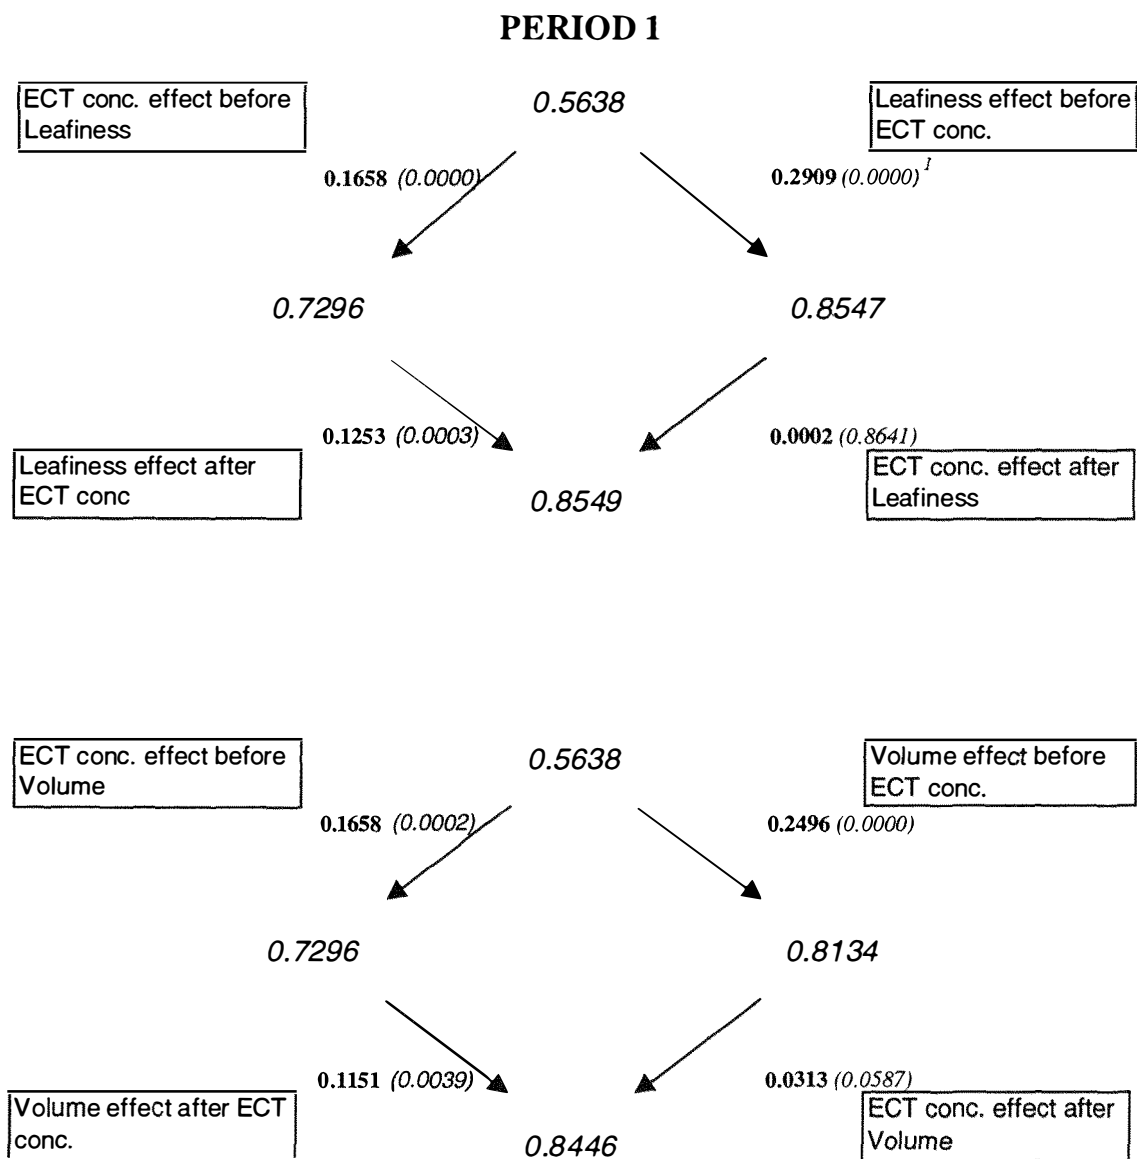 PERIOD 1
ECT conc. effect before
Leafiness
0.5638
Leafiness effect before
ECT conc.
0.1658 (0.0000)
0.2909 (0.0000) 1
0.7296
0.8547
0.1253 (0.0003)
0.0002 (0.8641)
Leafiness effect after
ECT conc
0.8549
ECT conc. effect after
Leafiness
ECT conc. effect before
Volume
0.5638
Volume effect before
ECT conc.
0.1658 (0.0002)
0.2496 (0.0000)
0.7296
0.8134
0.1151 (0.0039)
0.0313 (0.0587)
Volume effect after ECT
conc.
0.8446
ECT conc. effect after
Volume